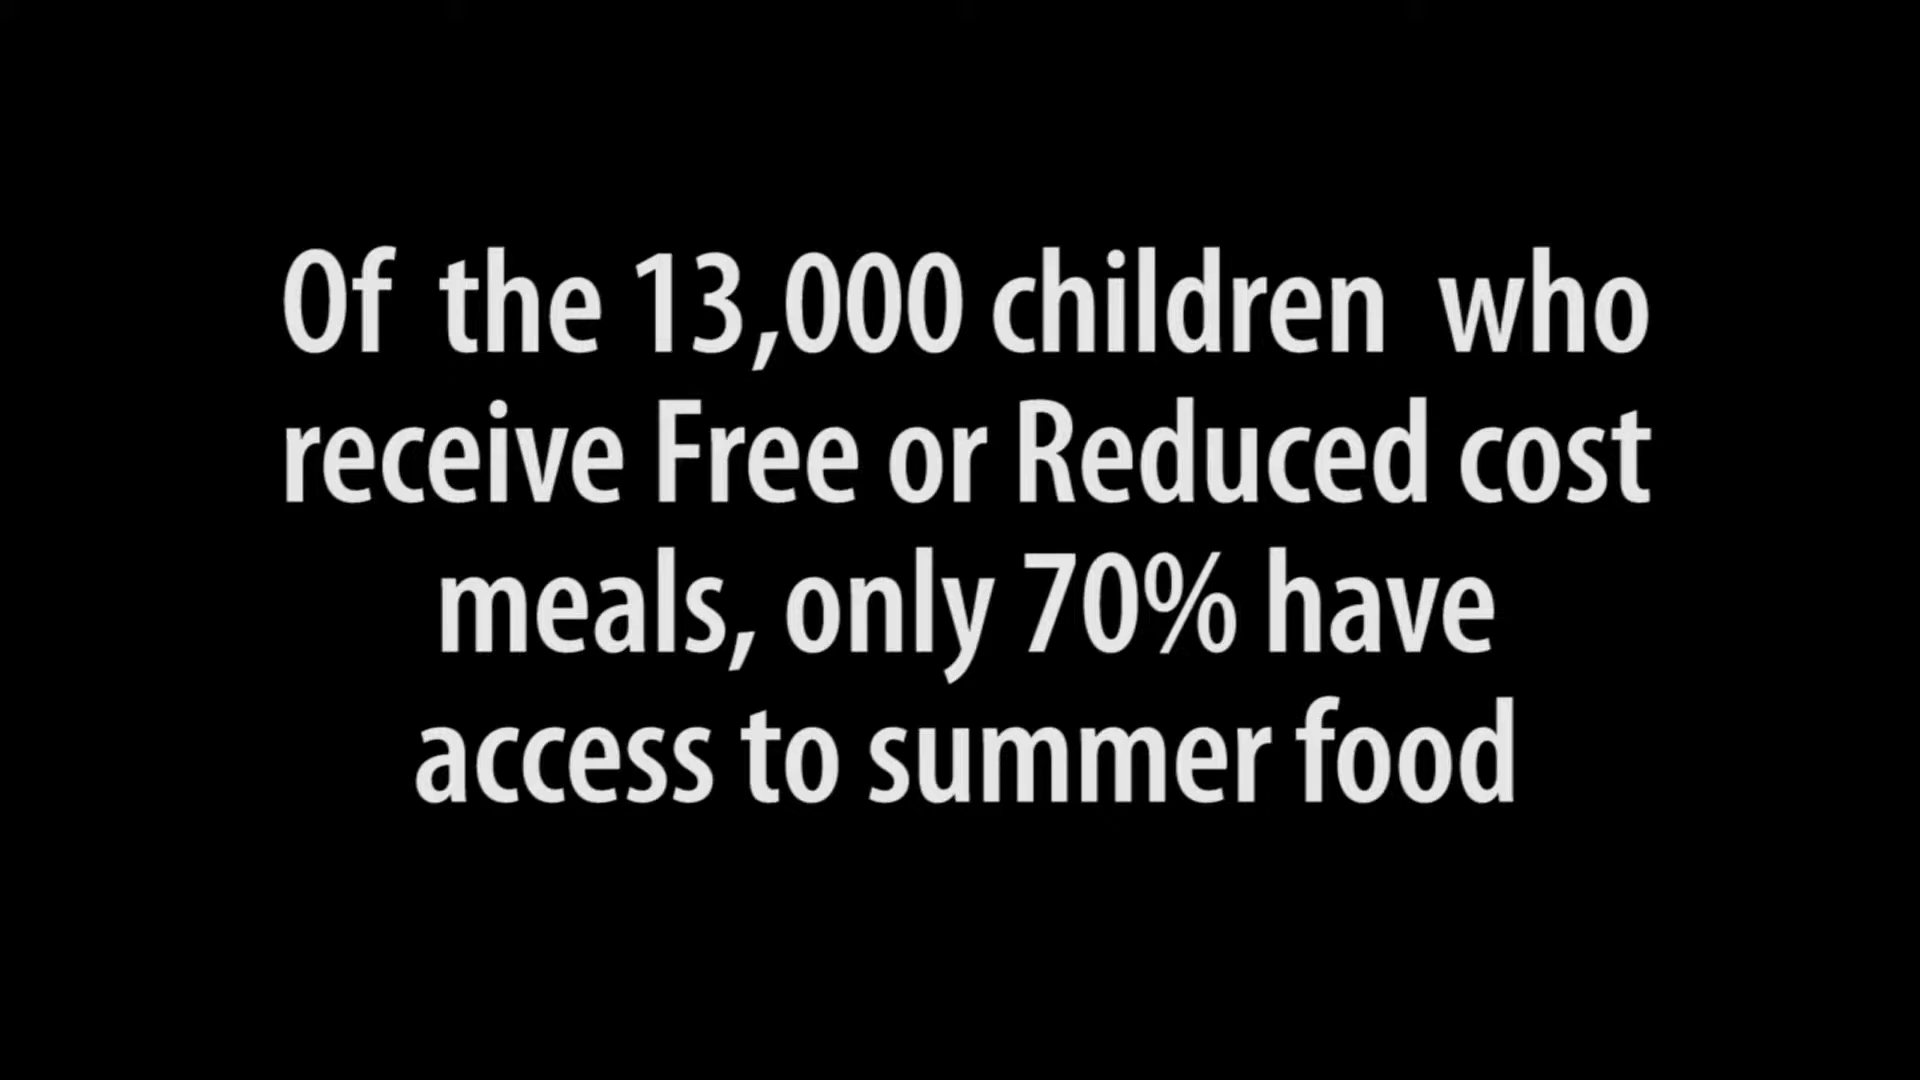 Of the 13,000 children who
receive Free or Reduced cost
meals, only 70% have
access to summer food